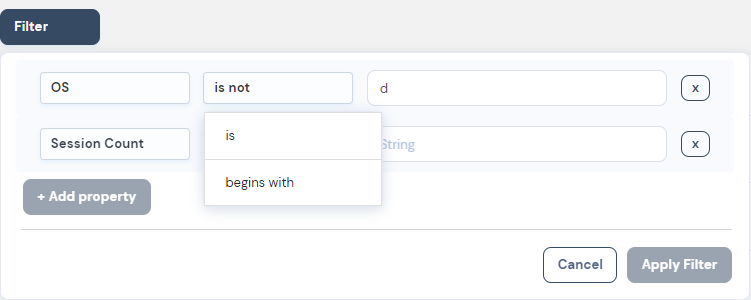 Filter
OS
is not
d
x
is
Session Count
String
x
begins with
+ Add property
Cancel
Apply Filter